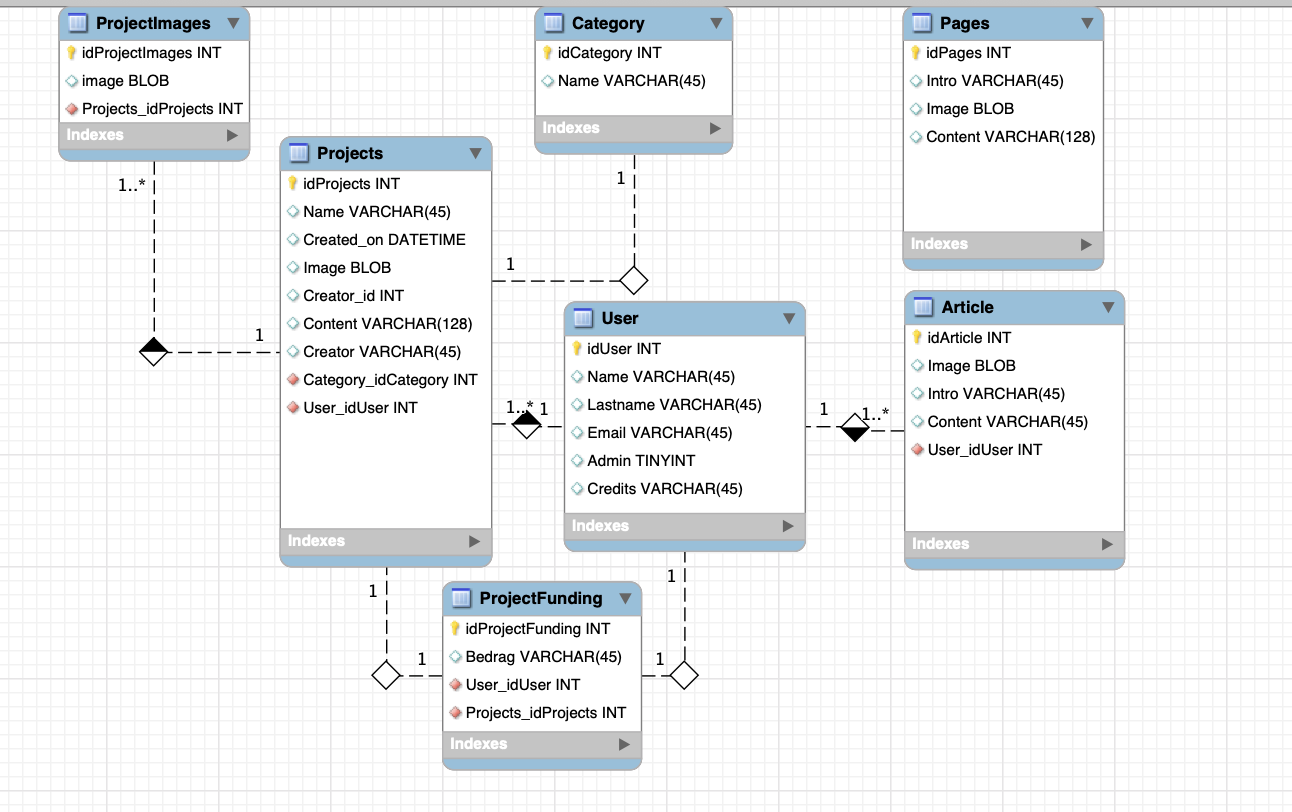 ProjectImages
idProjectImages INT
image BLOB
Projects_idProjects INT
Indexes
Category
idCategory INT
Name VARCHAR(45)
Indexes
Pages
idPages INT
Intro VARCHAR(45)
Image BLOB
Content VARCHAR(128)
Indexes
1..*
1
Projects
idProjects INT
Name VARCHAR(45)
Created_on DATETIME
Image BLOB
Creator_id INT
Content VARCHAR(128)
Creator VARCHAR(45)
Category_idCategory INT
User_idUser INT
Indexes
1
1
1..*
1
User
idUser INT
Name VARCHAR(45)
Lastname VARCHAR(45)
Email VARCHAR(45)
Admin TINYINT
Credits VARCHAR(45)
Indexes
1
1..*
Article
idArticle INT
Image BLOB
Intro VARCHAR(45)
Content VARCHAR(45)
User_idUser INT
Indexes
1
1
ProjectFunding
idProjectFunding INT
Bedrag VARCHAR(45)
User_idUser INT
Projects_idProjects INT
Indexes
1
1